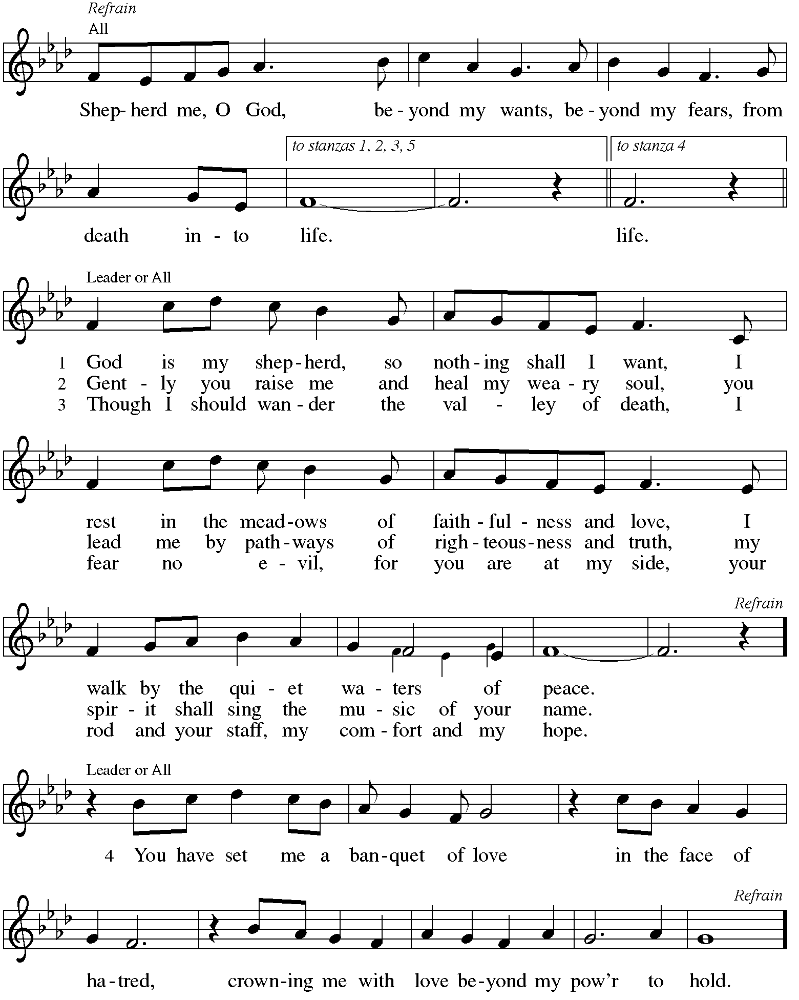 Refrain
All
Shep- herd me, O God, be - yond my wants, be - yond my fears, from
to stanzas 1, 2, 3, 5 to stanza 4
death in - to life. life.
Leader or All
1 God is my shep - herd, so noth - ing shall I want, I
2 Gent - ly you raise me and heal my wea - ry soul, you
3 Though I should wan - der the val - ley of death, I
rest in the mead - ows of faith - ful - ness and love, I
lead me by path - ways of righ - teous - ness and truth, my
fear no e - vil, for you are at my side, your
Refrain
walk by the qui - et wa - ters of peace.
spir - it shall sing the mu - sic of your name.
rod and your staff, my com - fort and my hope.
Leader or All
4 You have set me a ban - quet of love in the face of
Refrain
ha - tred, crown - ing me with love be - yond my pow'r to hold.